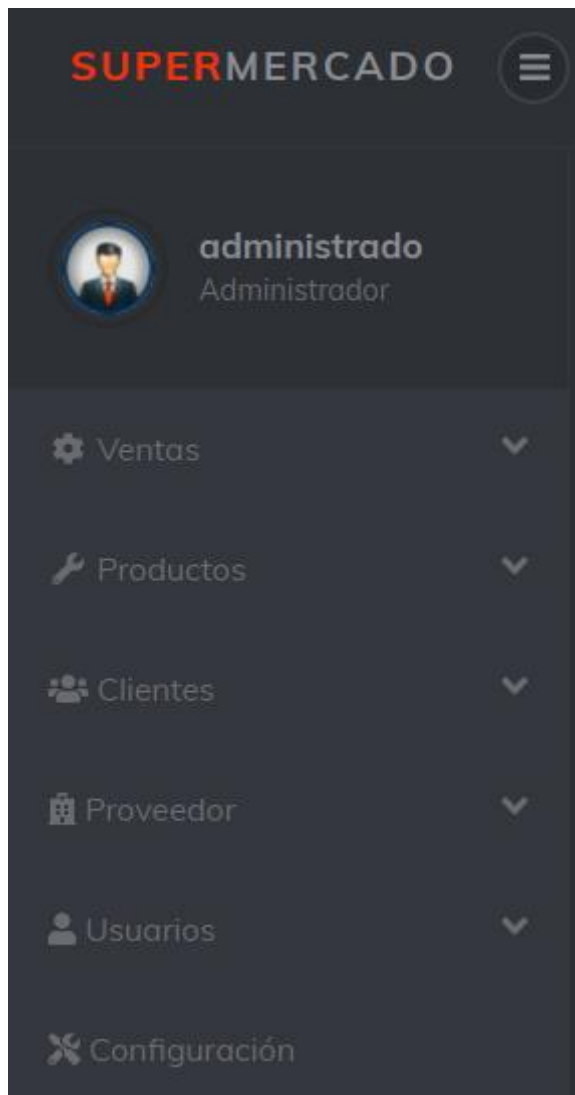 SUPERMERCADO
administrado
Administrador
Ventas
Productos
Clientes
Proveedor
Usuarios
Configuración